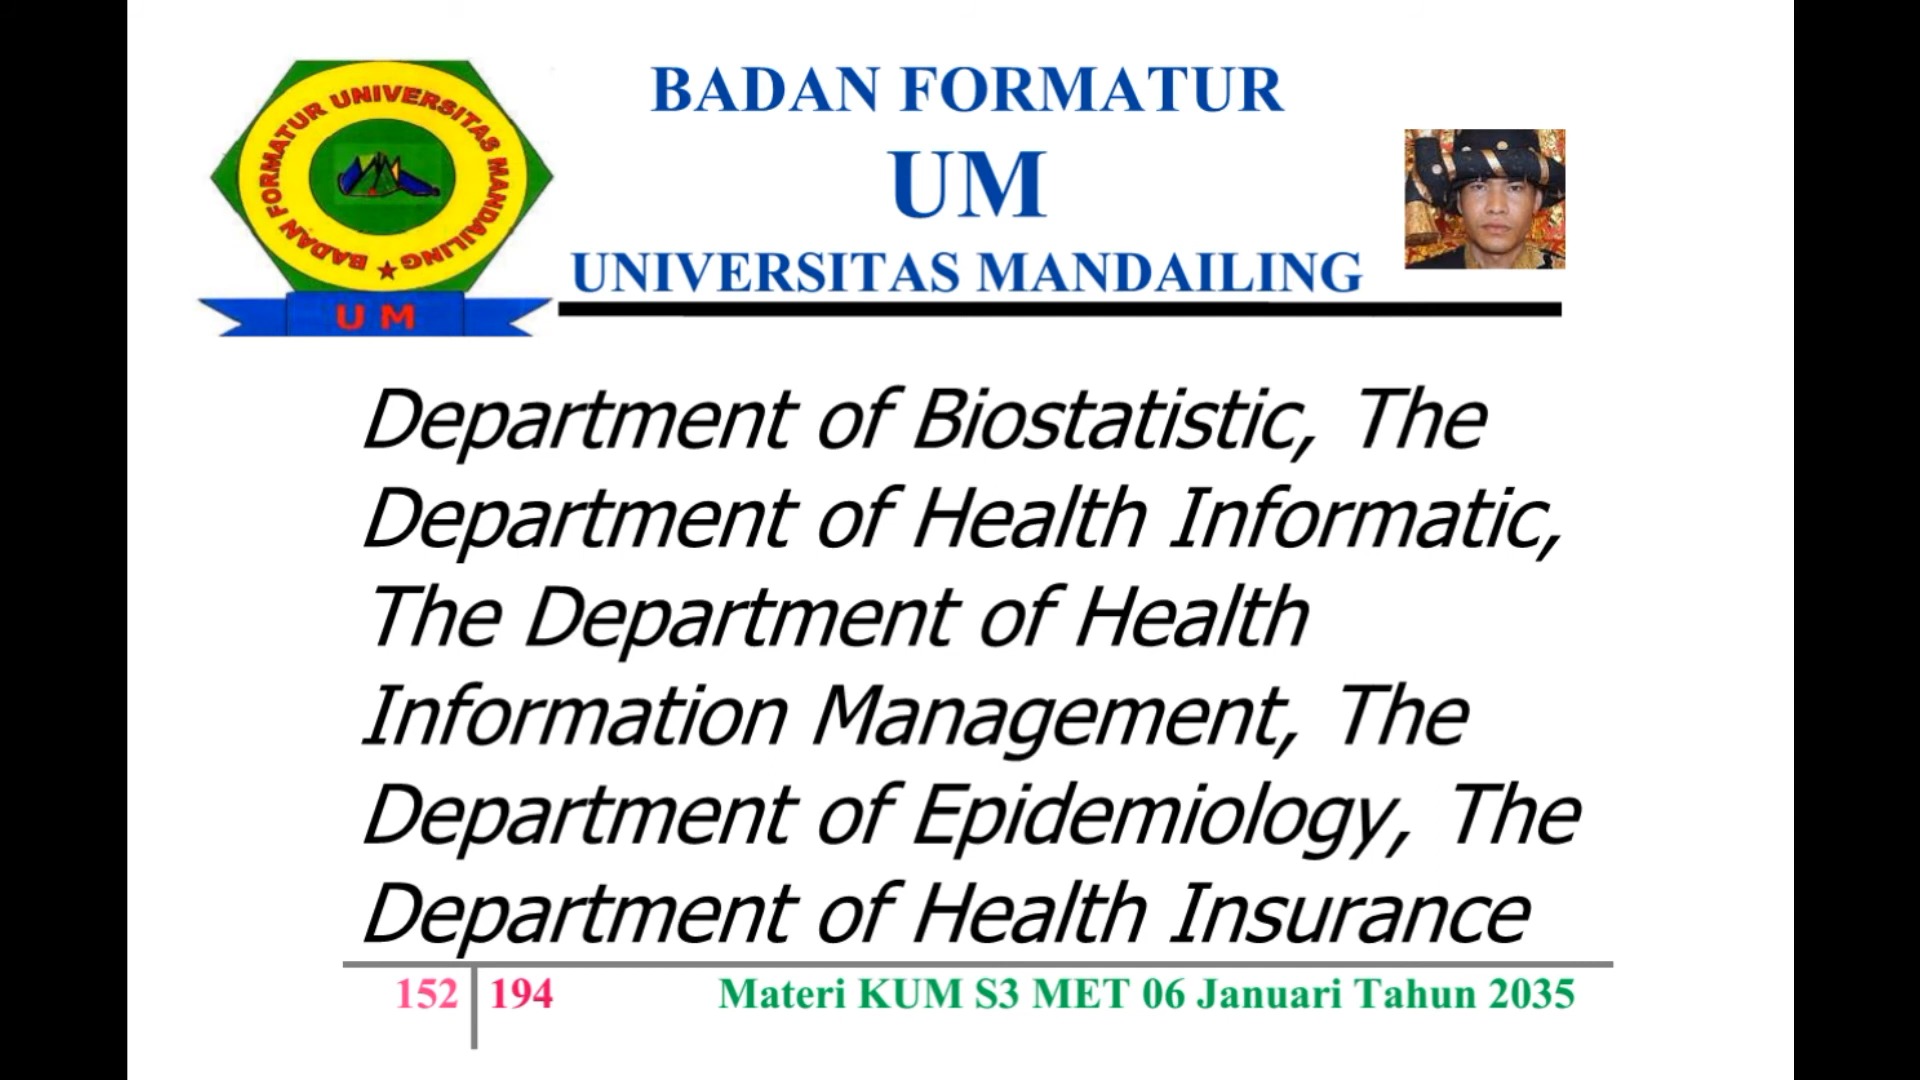 BADAN FORMATUR UNIVERSITAS MANDAILING
UM
BADAN FORMATUR
UM
UNIVERSITAS MANDAILING
Department of Biostatistic, The
Department of Health Informatic,
The Department of Health
Information Management, The
Department of Epidemiology, The
Department of Health Insurance
152 194 Materi KUM S3 MET 06 Januari Tahun 2035